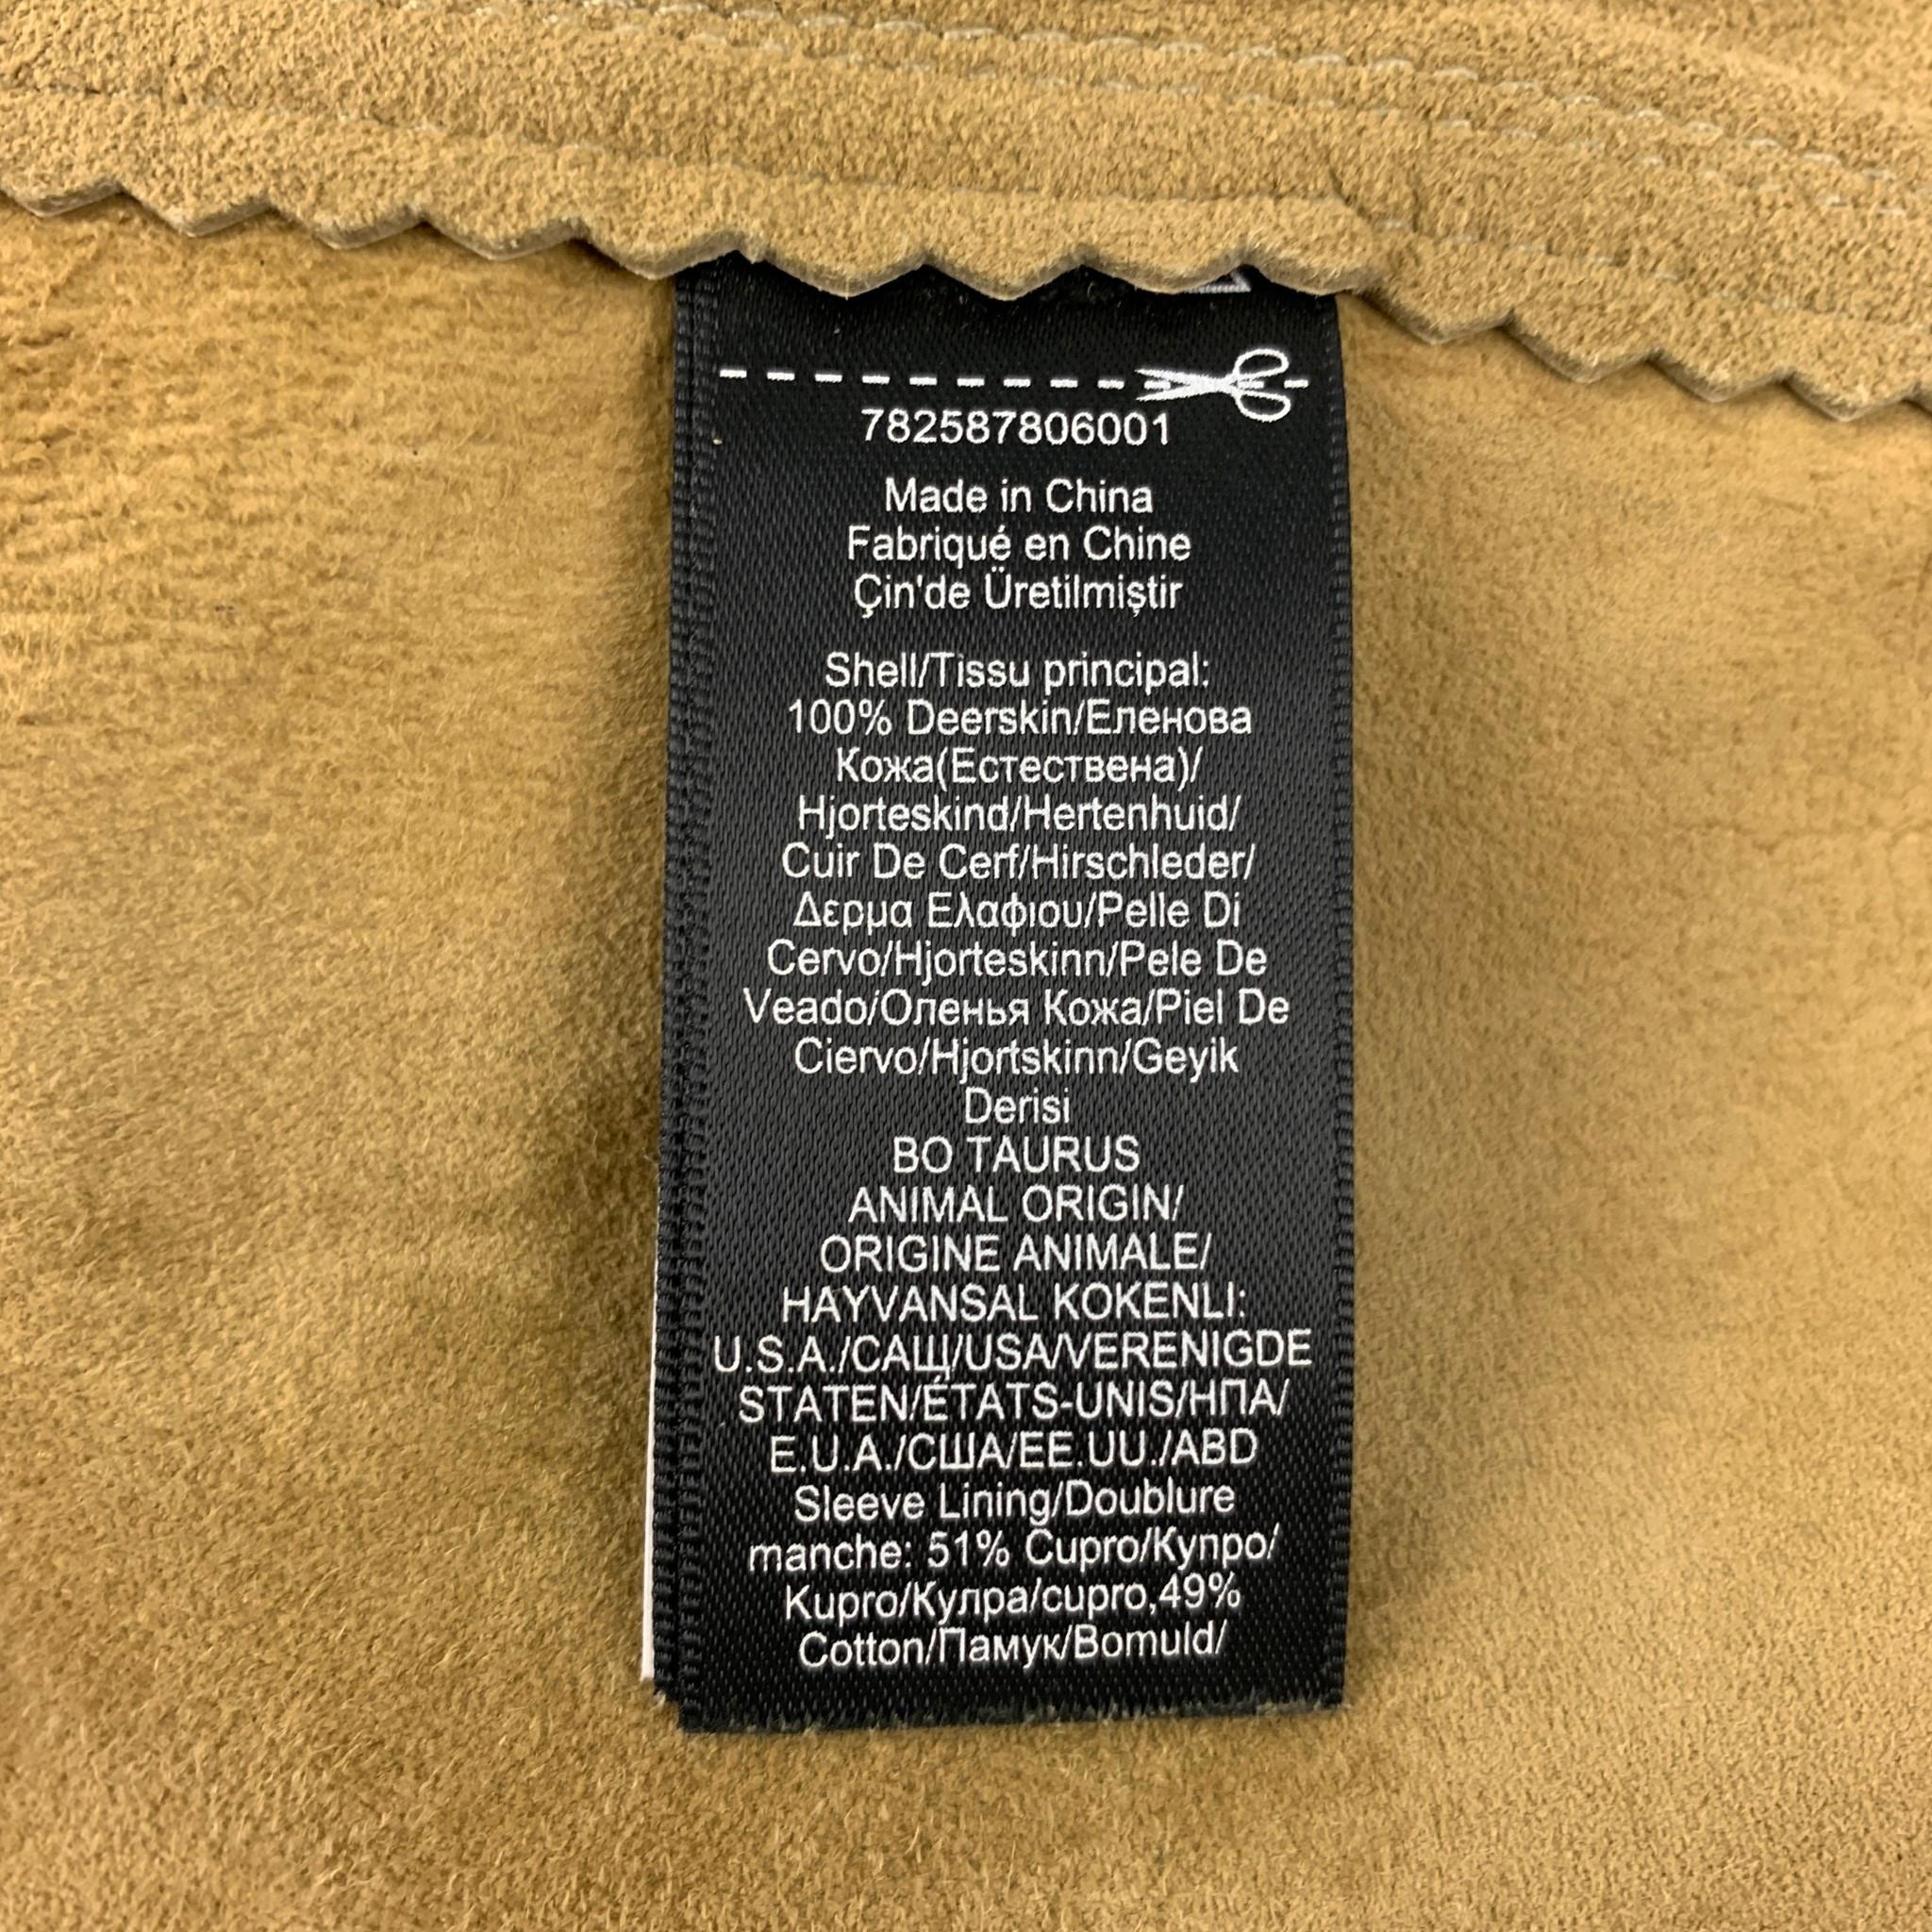 782587806001
Made in China
Fabriqué en Chine
Çin'de Üretilmiştir
Shell/Tissu principal:
100% Deerskin/Еленова
Кожа(Естествена)/
Hjorteskind/Hertenhuid/
Cuir De Cerf/Hirschleder/
Δερμα Ελαφιου/Pelle Di
Cervo/Hjorteskinn/Pele De
Veado/Оленья Кожа/Piel De
Ciervo/Hjortskinn/Geyik
Derisi
BO TAURUS
ANIMAL ORIGIN/
ORIGINE ANIMALE/
HAYVANSAL KOKENLI:
U.S.A./САЩ/USA/VERENIGDE
STATEN/ÉTATS-UNIS/НПА/
E.U.A./США/EE.UU./ABD
Sleeve Lining/Doublure
manche: 51% Cupro/Купро/
Kupro/Купра/cupro,49%
Cotton/Памук/Bomuld/